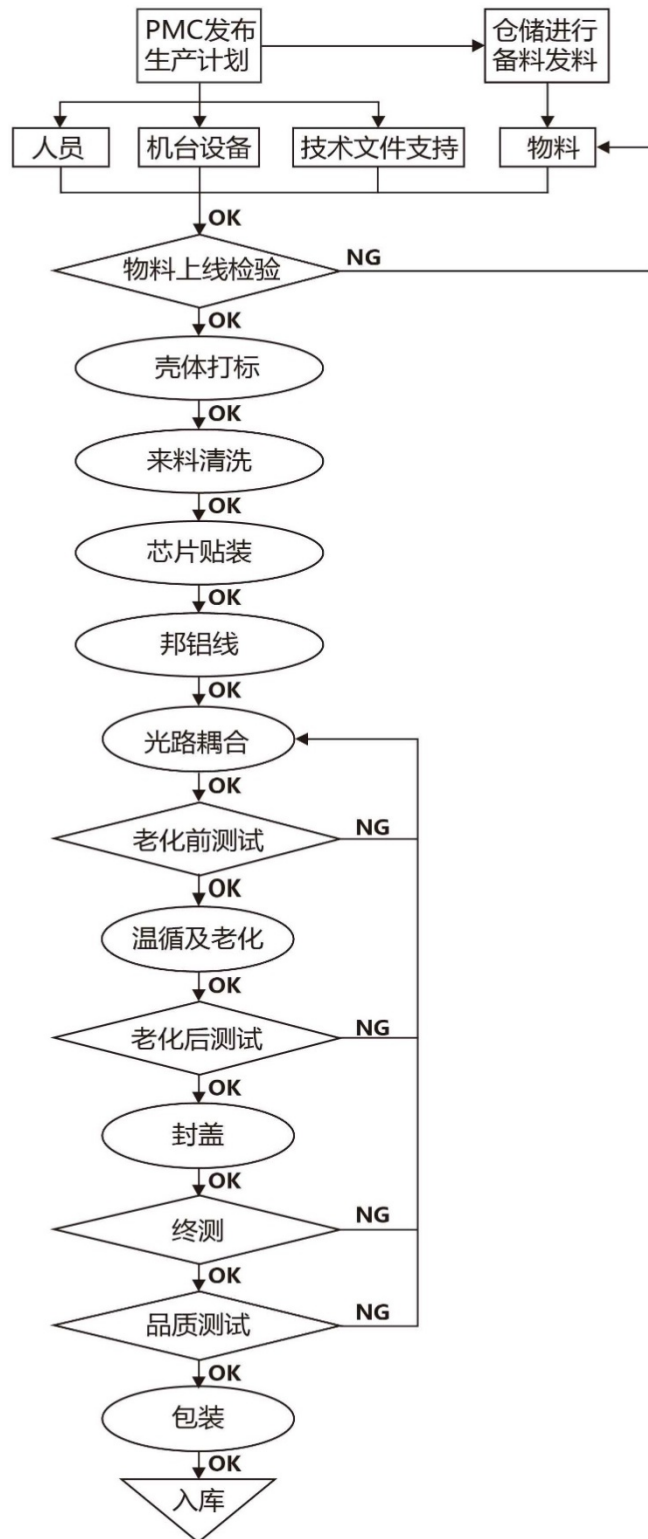 PMC发布
生产计划
仓储进行
备料发料
人员
机台设备
技术文件支持
物料
OK
物料上线检验
NG
OK
壳体打标
OK
来料清洗
OK
芯片贴装
OK
邦铝线
OK
光路耦合
OK
老化前测试
NG
OK
温循及老化
OK
老化后测试
NG
OK
封盖
OK
终测
NG
OK
品质测试
NG
OK
包装
OK
入库